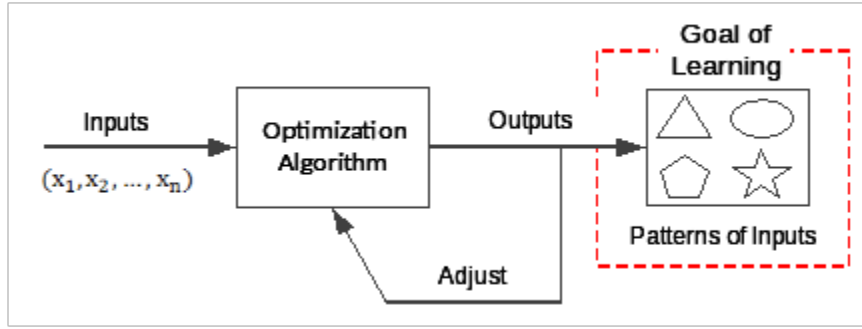 Goal of
Learning
Inputs
Optimization
Algorithm
Outputs
(x₁,x₂, ..., xₙ)
Patterns of Inputs
Adjust